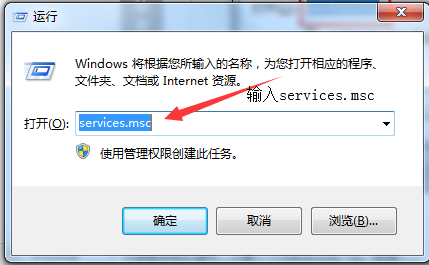 运行
Windows 将根据您所输入的名称，为您打开相应的程序、
文件夹、文档或 Internet 资源。
输入services.msc
打开(O): services.msc
使用管理权限创建此任务。
确定 取消 浏览(B)...